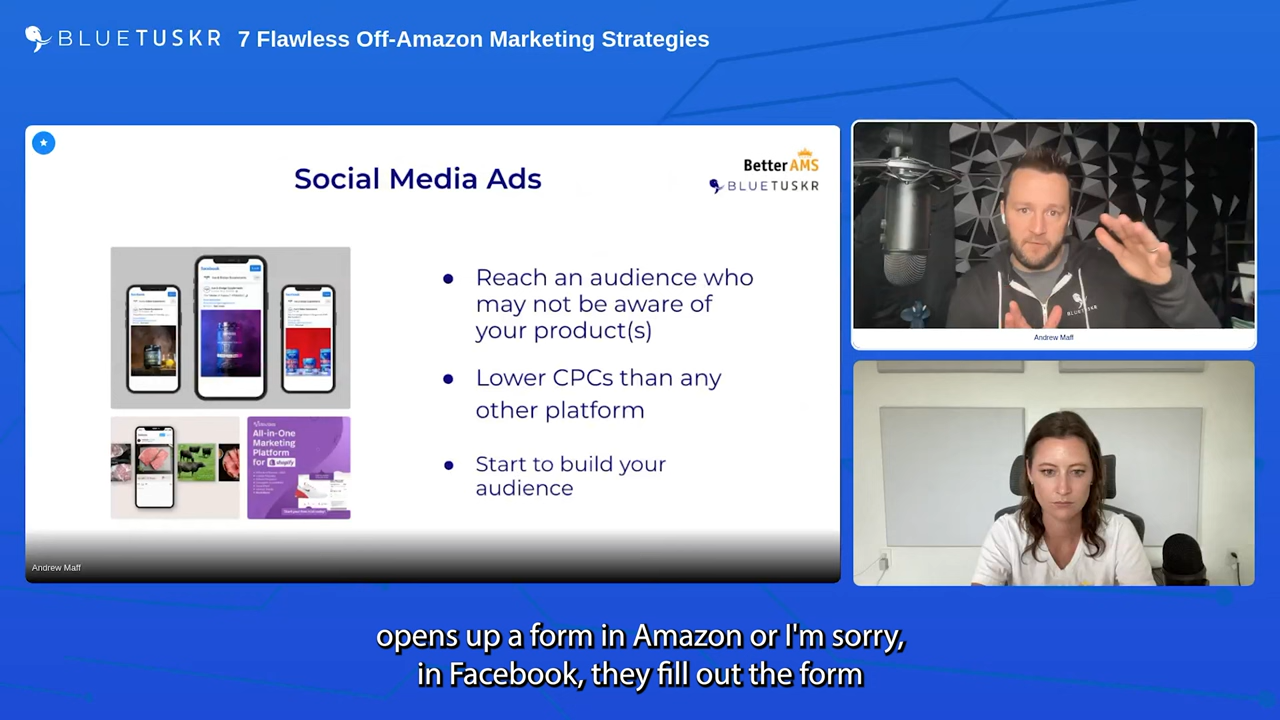 BLUETUSKR 7 Flawless Off-Amazon Marketing Strategies
Social Media Ads
BetterAMS
BLUETUSKR
● Reach an audience who
may not be aware of
your product(s)
● Lower CPCs than any
other platform
● Start to build your
audience
facebook
All-in-One
Marketing
Platform
for shopify
Andrew Maff
BLUETUSKR
Andrew Maff
opens up a form in Amazon or I'm sorry,
in Facebook, they fill out the form